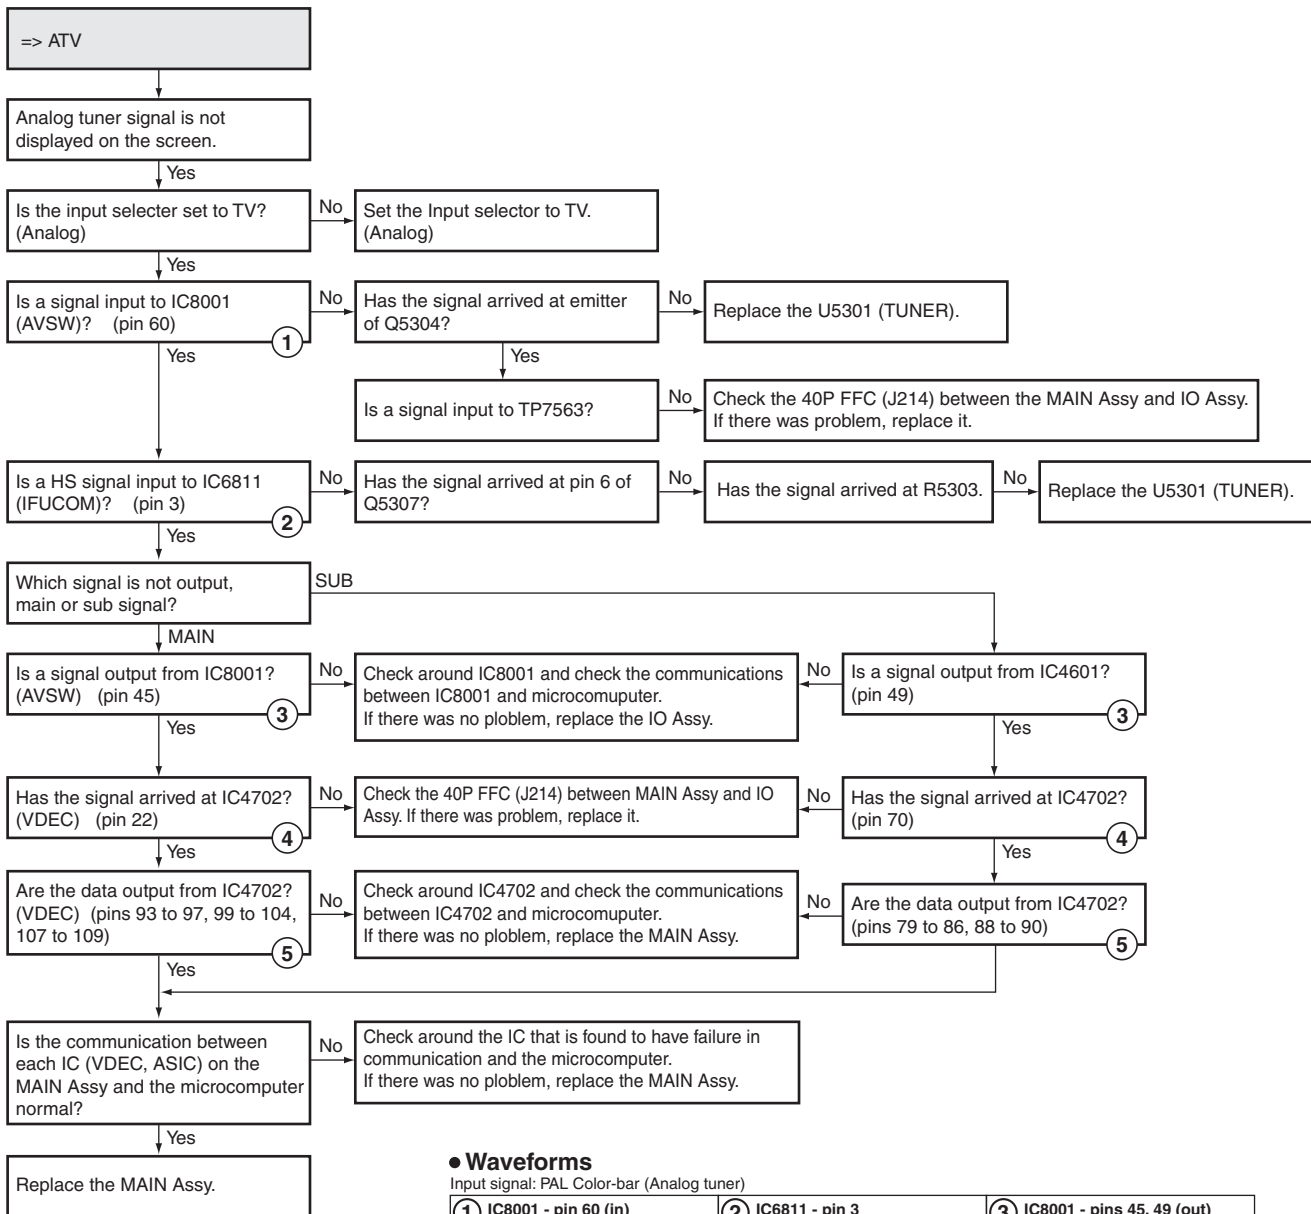 => ATV
Analog tuner signal is not
displayed on the screen.
Yes
Is the input selecter set to TV?
(Analog)
No
Set the Input selector to TV.
(Analog)
Yes
Is a signal input to IC8001
(AVSW)? (pin 60)
1
No
Has the signal arrived at emitter
of Q5304?
No
Replace the U5301 (TUNER).
Yes
Yes
Is a signal input to TP7563?
No
Check the 40P FFC (J214) between the MAIN Assy and IO Assy.
If there was problem, replace it.
Is a HS signal input to IC6811
(IFUCOM)? (pin 3)
2
No
Has the signal arrived at pin 6 of
Q5307?
No
Has the signal arrived at R5303.
No
Replace the U5301 (TUNER).
Yes
Which signal is not output,
main or sub signal?
SUB
MAIN
Is a signal output from IC8001?
(AVSW) (pin 45)
3
No
Check around IC8001 and check the communications
between IC8001 and microcomuputer.
If there was no ploblem, replace the IO Assy.
No
Is a signal output from IC4601?
(pin 49)
3
Yes
Yes
Has the signal arrived at IC4702?
(VDEC) (pin 22)
4
No
Check the 40P FFC (J214) between MAIN Assy and IO
Assy. If there was problem, replace it.
No
Has the signal arrived at IC4702?
(pin 70)
4
Yes
Yes
Are the data output from IC4702?
(VDEC) (pins 93 to 97, 99 to 104,
107 to 109)
5
No
Check around IC4702 and check the communications
between IC4702 and microcomuputer.
If there was no ploblem, replace the MAIN Assy.
No
Are the data output from IC4702?
(pins 79 to 86, 88 to 90)
5
Yes
Is the communication between
each IC (VDEC, ASIC) on the
MAIN Assy and the microcomputer
normal?
No
Check around the IC that is found to have failure in
communication and the microcomputer.
If there was no ploblem, replace the MAIN Assy.
Yes
Replace the MAIN Assy.
● Waveforms
Input signal: PAL Color-bar (Analog tuner)
1 IC8001 - pin 60 (in)
2 IC6811 - pin 3
3 IC8001 - pins 45, 49 (out)